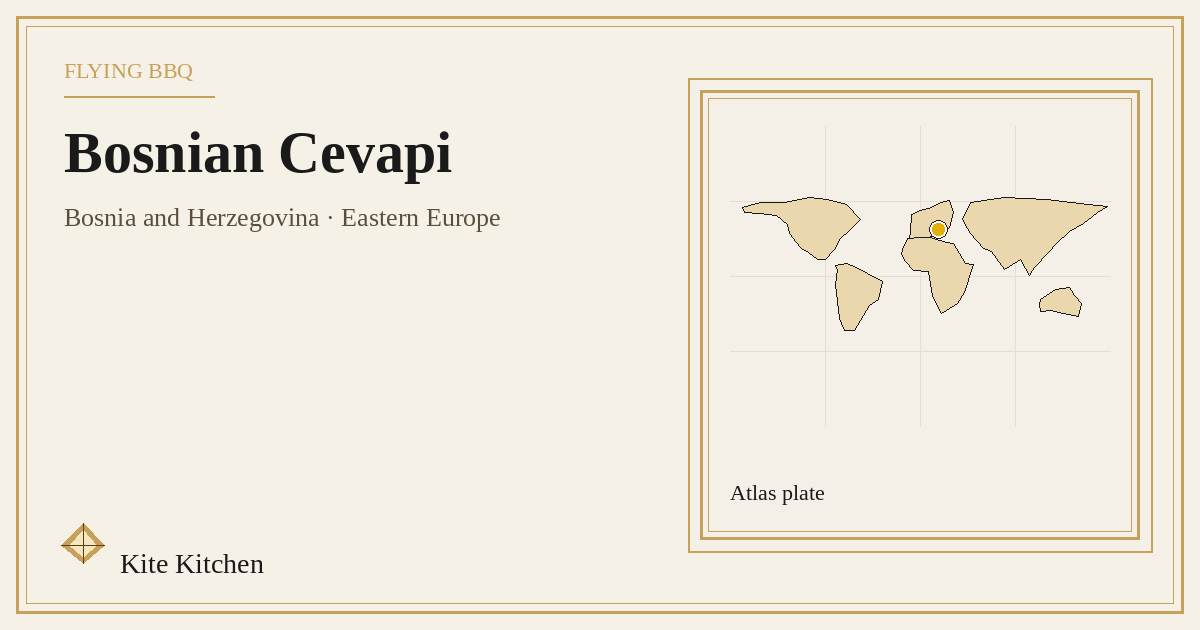 FLYING BBQ
Bosnian Cevapi
Bosnia and Herzegovina · Eastern Europe
Atlas plate
Kite Kitchen